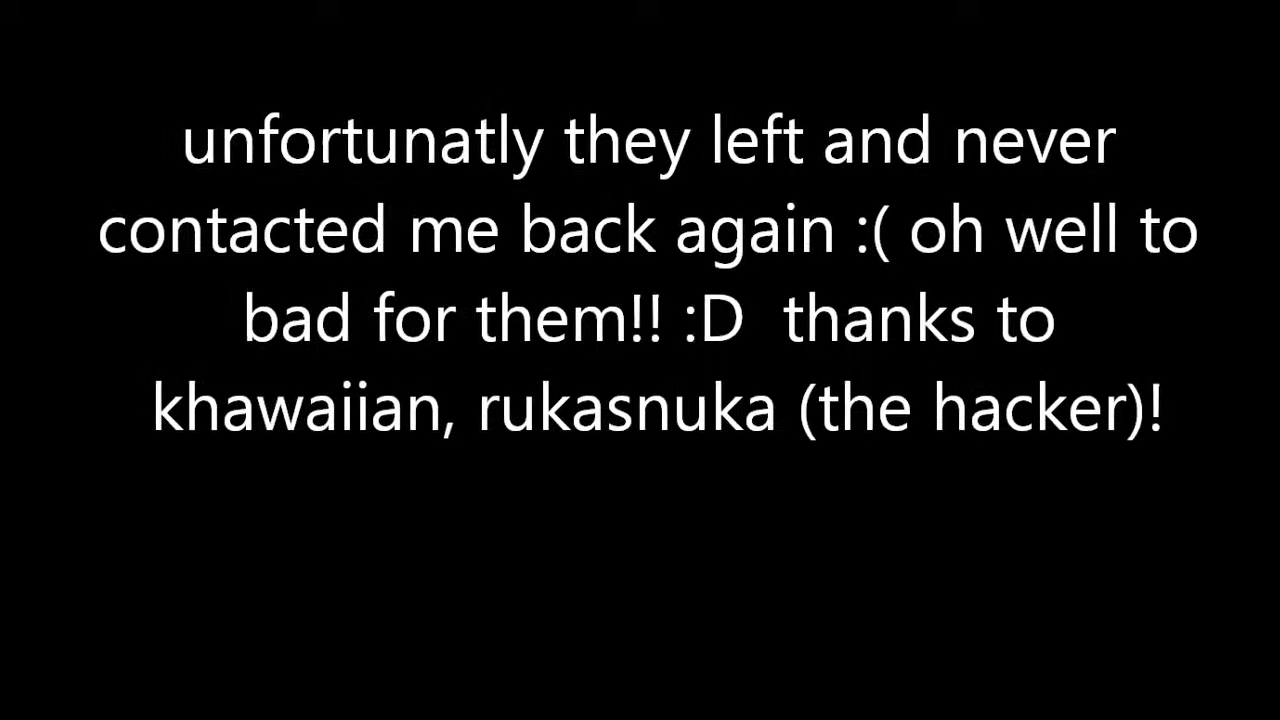 unfortunatly they left and never
contacted me back again :( oh well to
bad for them!! :D  thanks to
khawaiian, rukasnuka (the hacker)!